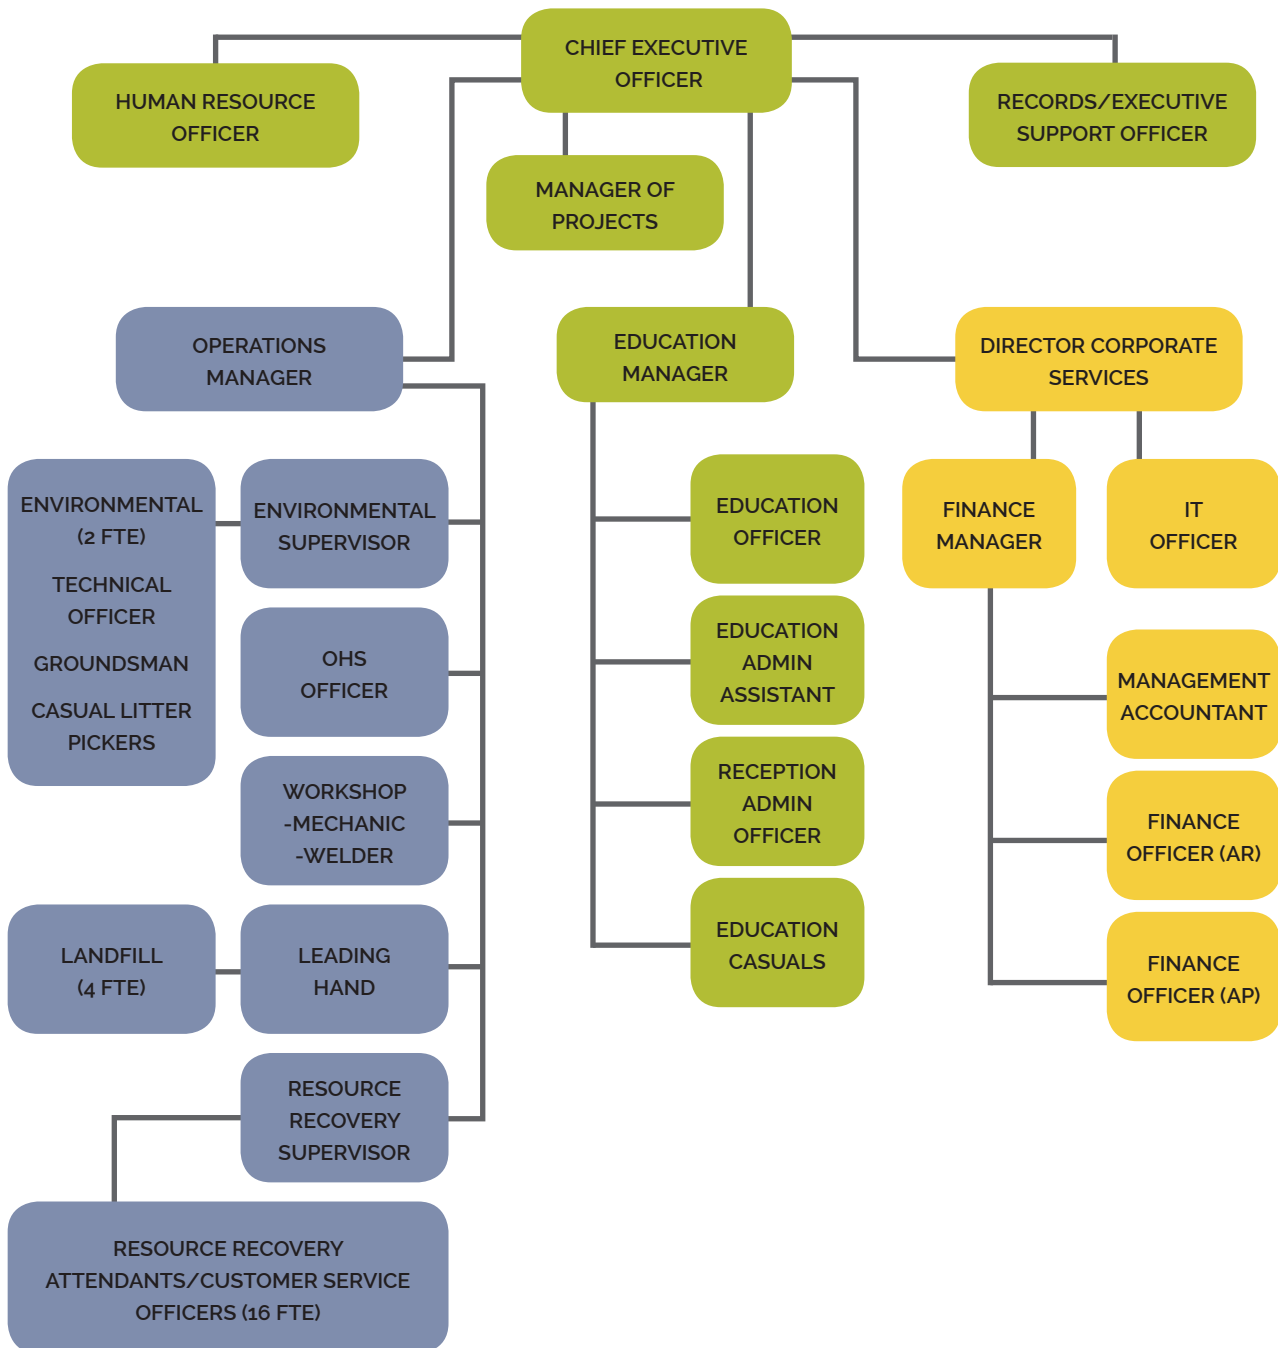 CHIEF EXECUTIVE
OFFICER
HUMAN RESOURCE
OFFICER
RECORDS/EXECUTIVE
SUPPORT OFFICER
MANAGER OF
PROJECTS
OPERATIONS
MANAGER
EDUCATION
MANAGER
DIRECTOR CORPORATE
SERVICES
ENVIRONMENTAL
(2 FTE)
TECHNICAL
OFFICER
GROUNDSMAN
CASUAL LITTER
PICKERS
ENVIRONMENTAL
SUPERVISOR
OHS
OFFICER
WORKSHOP
-MECHANIC
-WELDER
LANDFILL
(4 FTE)
LEADING
HAND
RESOURCE
RECOVERY
SUPERVISOR
RESOURCE RECOVERY
ATTENDANTS/CUSTOMER SERVICE
OFFICERS (16 FTE)
EDUCATION
OFFICER
EDUCATION
ADMIN
ASSISTANT
RECEPTION
ADMIN
OFFICER
EDUCATION
CASUALS
FINANCE
MANAGER
IT
OFFICER
MANAGEMENT
ACCOUNTANT
FINANCE
OFFICER (AR)
FINANCE
OFFICER (AP)